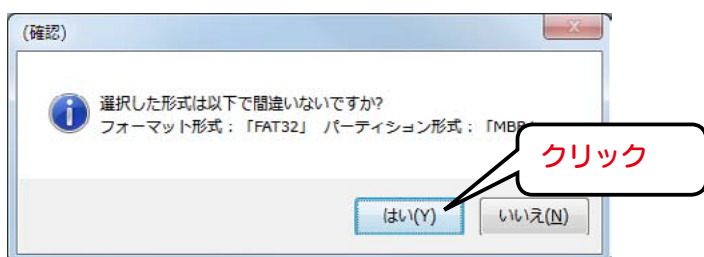 (確認)
選択した形式は以下で間違いないですか?
フォーマット形式:「FAT32」 パーティション形式:「MBR
クリック
はい(Y)
いいえ(N)